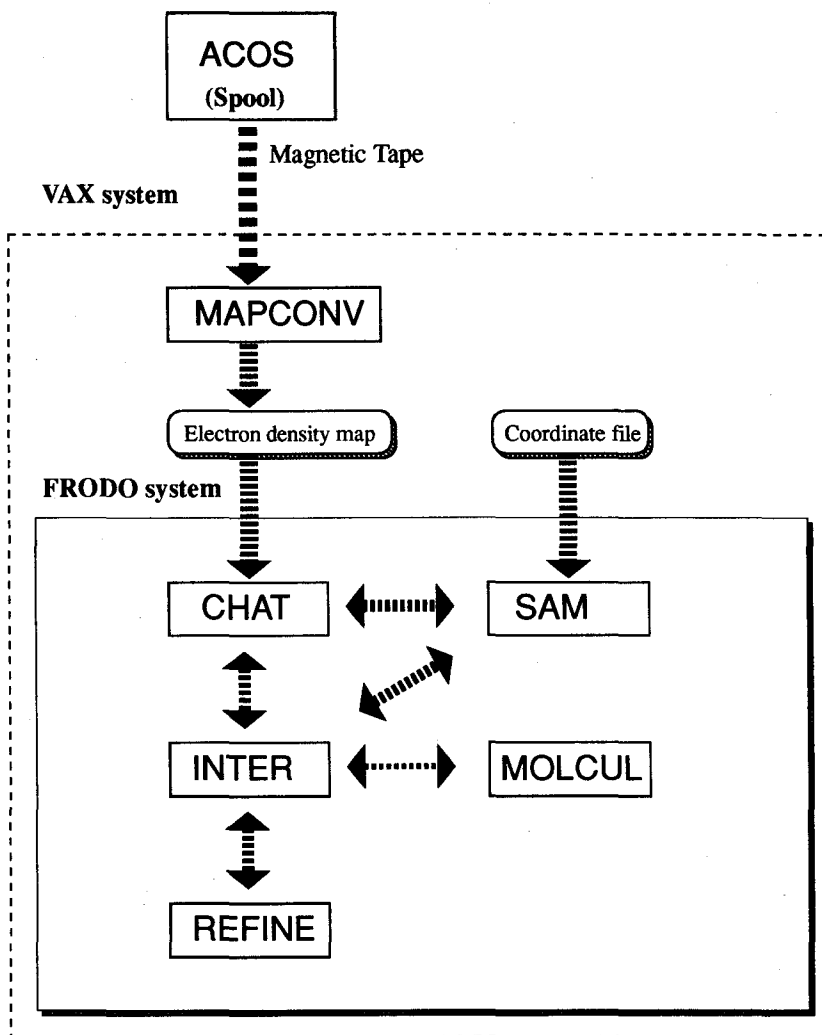 ACOS
(Spool)
Magnetic Tape
VAX system
MAPCONV
Electron density map
Coordinate file
FRODO system
CHAT
SAM
INTER
MOLCUL
REFINE